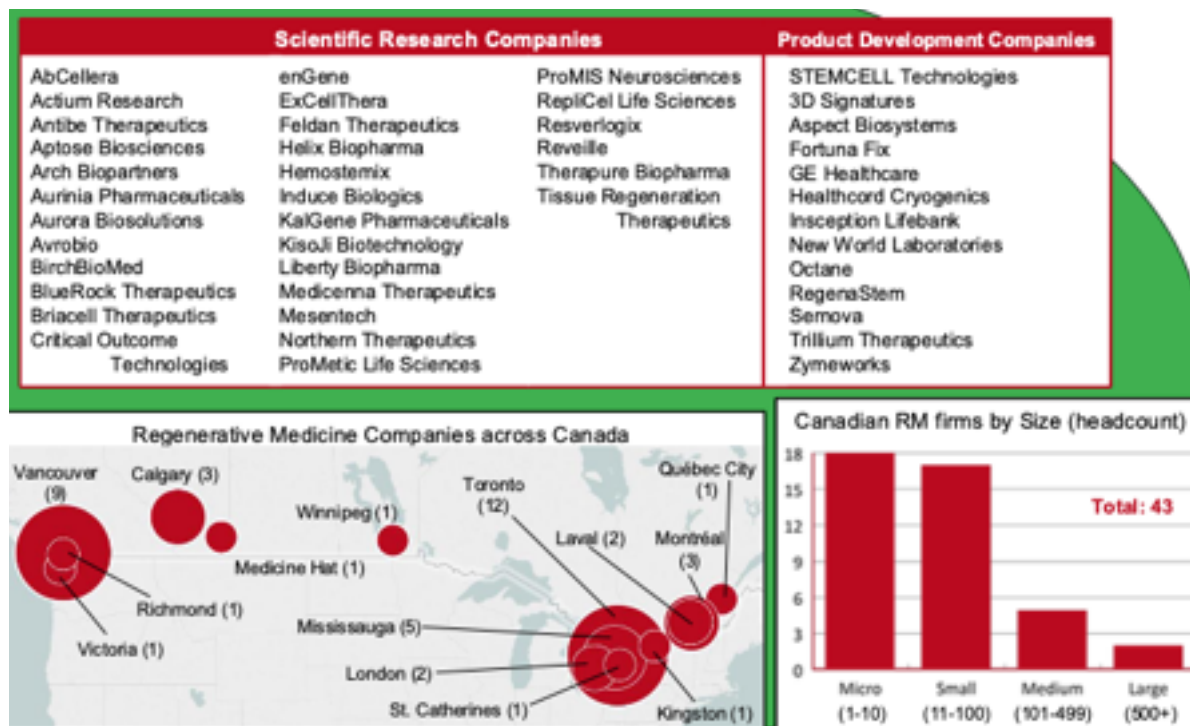 Scientific Research Companies
AbCellera
Actium Research
Antibe Therapeutics
Aptose Biosciences
Arch Biopartners
Aurinia Pharmaceuticals
Aurora Biosolutions
Avrobio
BirchBioMed
BlueRock Therapeutics
Briacell Therapeutics
Critical Outcome
Technologies
enGene
ExCellThera
Feldan Therapeutics
Helix Biopharma
Hemostemix
Induce Biologics
KalGene Pharmaceuticals
KisoJi Biotechnology
Liberty Biopharma
Medicenna Therapeutics
Mesentech
Northern Therapeutics
ProMetic Life Sciences
ProMIS Neurosciences
RepliCel Life Sciences
Resverlogix
Reveille
Therapure Biopharma
Tissue Regeneration
Therapeutics
Product Development Companies
STEMCELL Technologies
3D Signatures
Aspect Biosystems
Fortuna Fix
GE Healthcare
Healthcord Cryogenics
Insception Lifebank
New World Laboratories
Octane
RegenaStem
Sernova
Trillium Therapeutics
Zymeworks
Regenerative Medicine Companies across Canada
Vancouver
(9)
Calgary (3)
Winnipeg (1)
Medicine Hat (1)
Richmond (1)
Victoria (1)
Toronto
(12)
Québec City
(1)
Laval (2)
Montréal
(3)
Mississauga (5)
London (2)
St. Catherines (1)
Kingston (1)
Canadian RM firms by Size (headcount)
18
15
12
9
6
3
0
Total: 43
Micro
(1-10)
Small
(11-100)
Medium
(101-499)
Large
(500+)